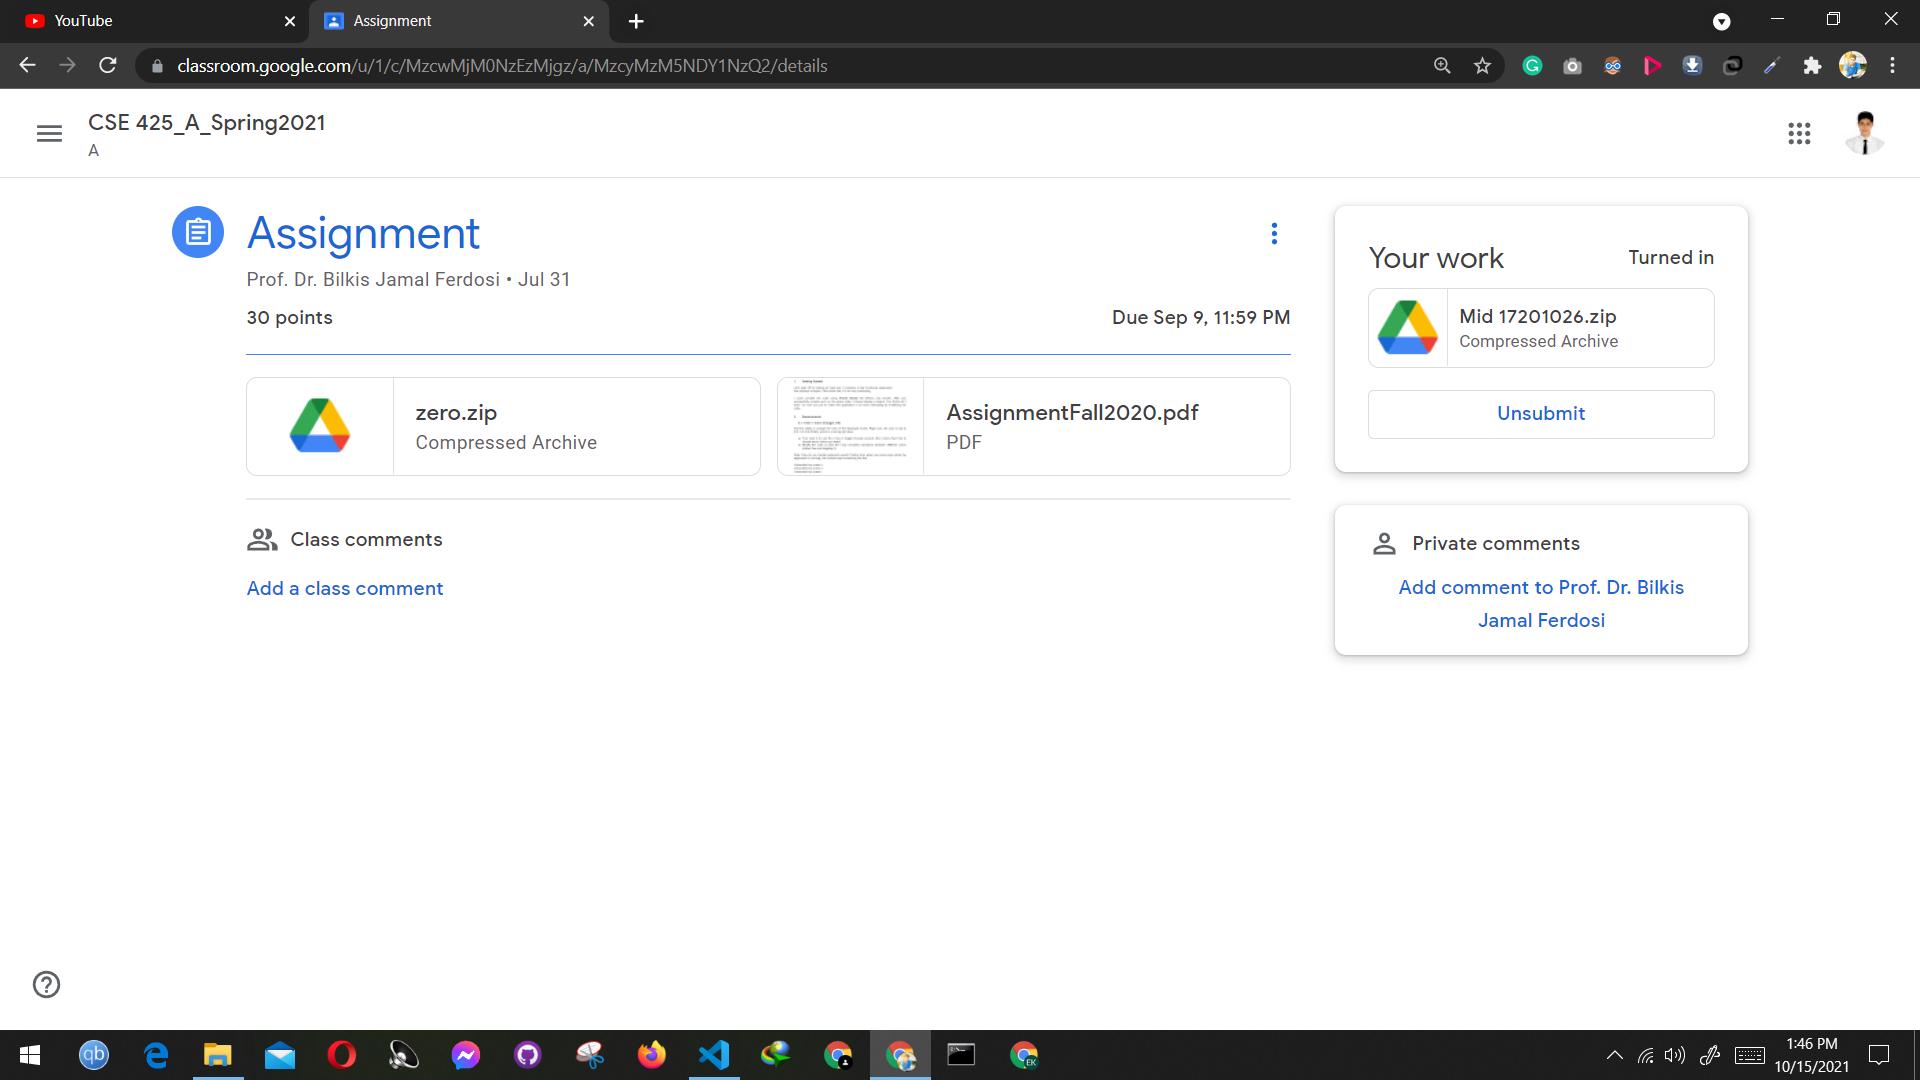 YouTube
Assignment
classroom.google.com/u/1/c/MzcwMjM0NzEzMjgz/a/MzcyMzM5NDY1NzQ2/details
CSE 425_A_Spring2021
A
Assignment
Prof. Dr. Bilkis Jamal Ferdosi • Jul 31
30 points
Due Sep 9, 11:59 PM
zero.zip
Compressed Archive
AssignmentFall2020.pdf
PDF
Class comments
Add a class comment
Your work
Turned in
Mid 17201026.zip
Compressed Archive
Unsubmit
Private comments
Add comment to Prof. Dr. Bilkis
Jamal Ferdosi
qb
EK
1:46 PM
10/15/2021